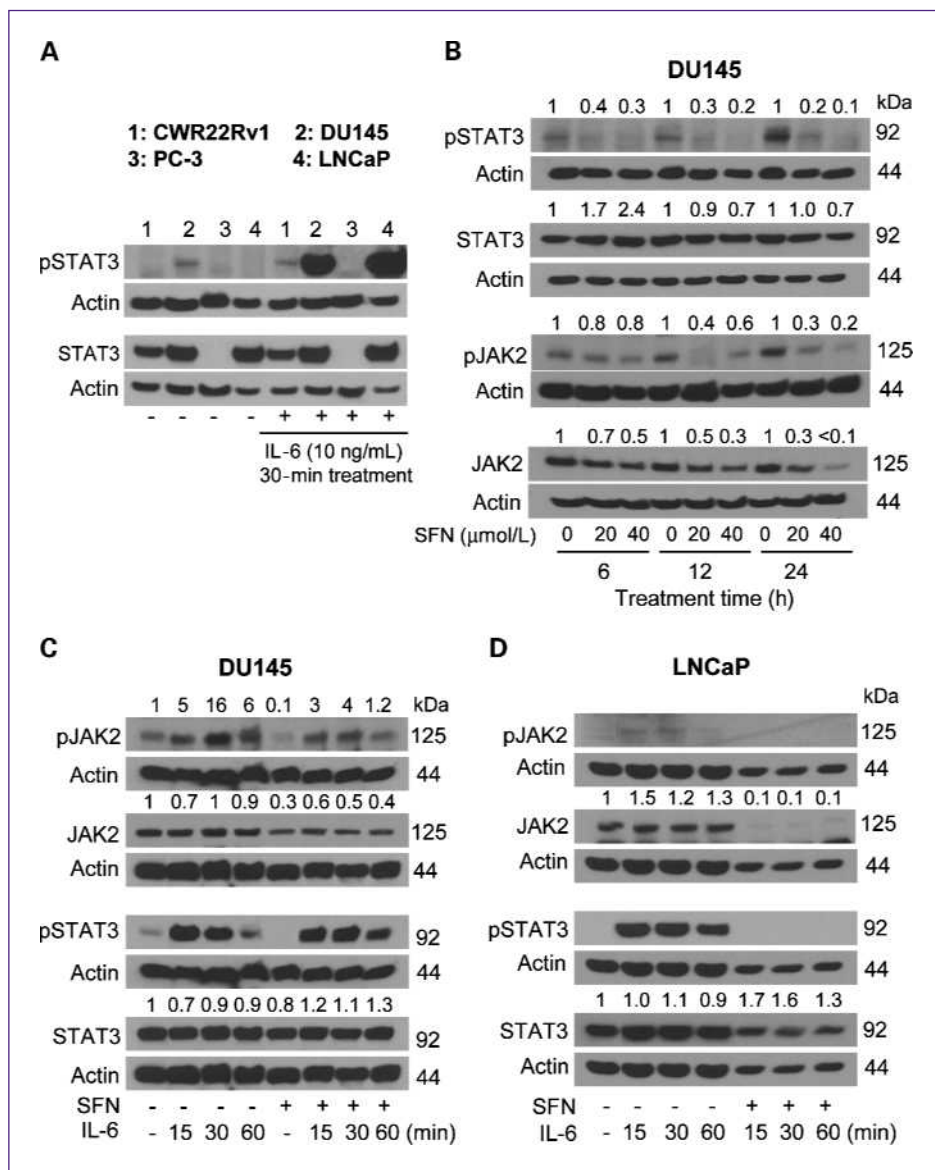 A
1: CWR22Rv1 2: DU145
3: PC-3 4: LNCaP
1 2 3 4 1 2 3 4
pSTAT3
Actin
STAT3
Actin
- - - - + + + +
IL-6 (10 ng/mL)
30-min treatment
B
DU145
1 0.4 0.3 1 0.3 0.2 1 0.2 0.1 kDa
pSTAT3 92
Actin 44
1 1.7 2.4 1 0.9 0.7 1 1.0 0.7
STAT3 92
Actin 44
1 0.8 0.8 1 0.4 0.6 1 0.3 0.2
pJAK2 125
Actin 44
1 0.7 0.5 1 0.5 0.3 1 0.3 <0.1
JAK2 125
Actin 44
SFN (μmol/L) 0 20 40 0 20 40 0 20 40
6 12 24
Treatment time (h)
C
DU145
1 5 16 6 0.1 3 4 1.2 kDa
pJAK2 125
Actin 44
1 0.7 1 0.9 0.3 0.6 0.5 0.4
JAK2 125
Actin 44
pSTAT3 92
Actin 44
1 0.7 0.9 0.9 0.8 1.2 1.1 1.3
STAT3 92
Actin 44
SFN - - - - + + + +
IL-6 - 15 30 60 - 15 30 60 (min)
D
LNCaP
kDa
pJAK2 125
Actin 44
1 1.5 1.2 1.3 0.1 0.1 0.1
JAK2 125
Actin 44
pSTAT3 92
Actin 44
1 1.0 1.1 0.9 1.7 1.6 1.3
STAT3 92
Actin 44
SFN - - - - + + +
IL-6 - 15 30 60 15 30 60 (min)